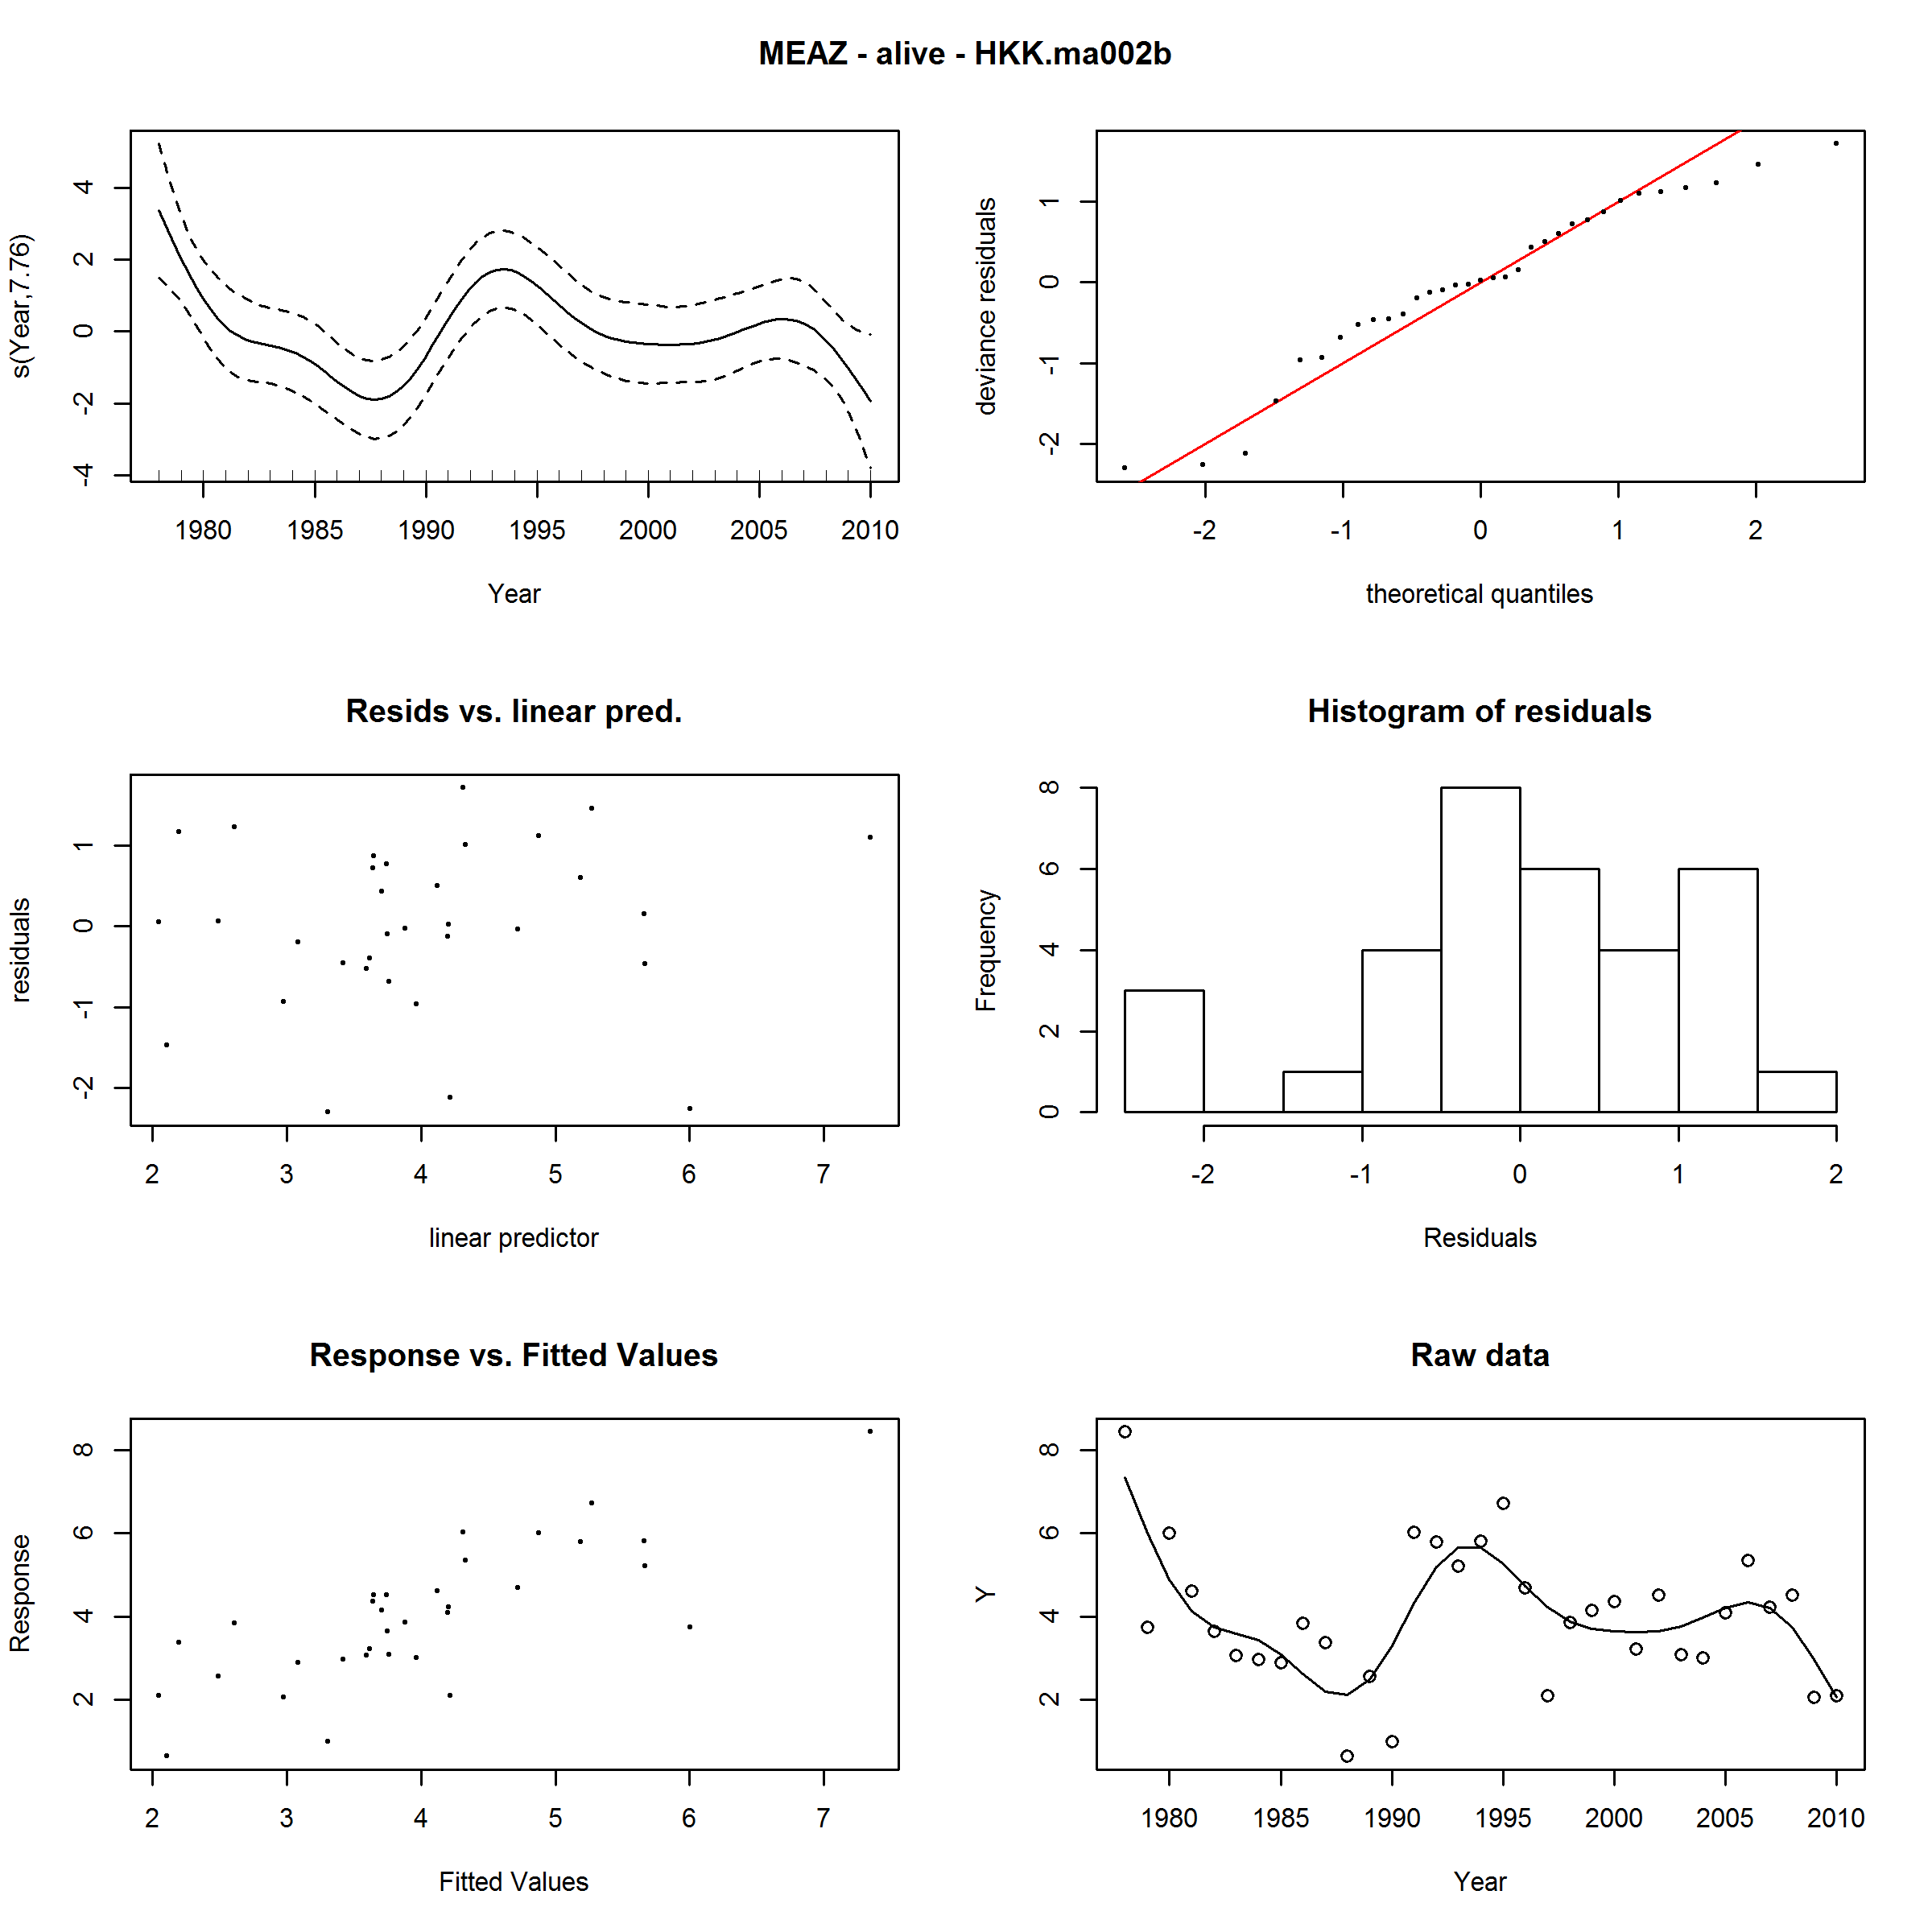 MEAZ - alive - HKK.ma002b
s(Year,7.76)
4
2
0
-2
-4
1980 1985 1990 1995 2000 2005 2010
Year
deviance residuals
1
0
-1
-2
-2 -1 0 1 2
theoretical quantiles
Resids vs. linear pred.
residuals
1
0
-1
-2
2 3 4 5 6 7
linear predictor
Histogram of residuals
Frequency
8
6
4
2
0
-2 -1 0 1 2
Residuals
Response vs. Fitted Values
Response
8
6
4
2
2 3 4 5 6 7
Fitted Values
Raw data
Y
8
6
4
2
1980 1985 1990 1995 2000 2005 2010
Year